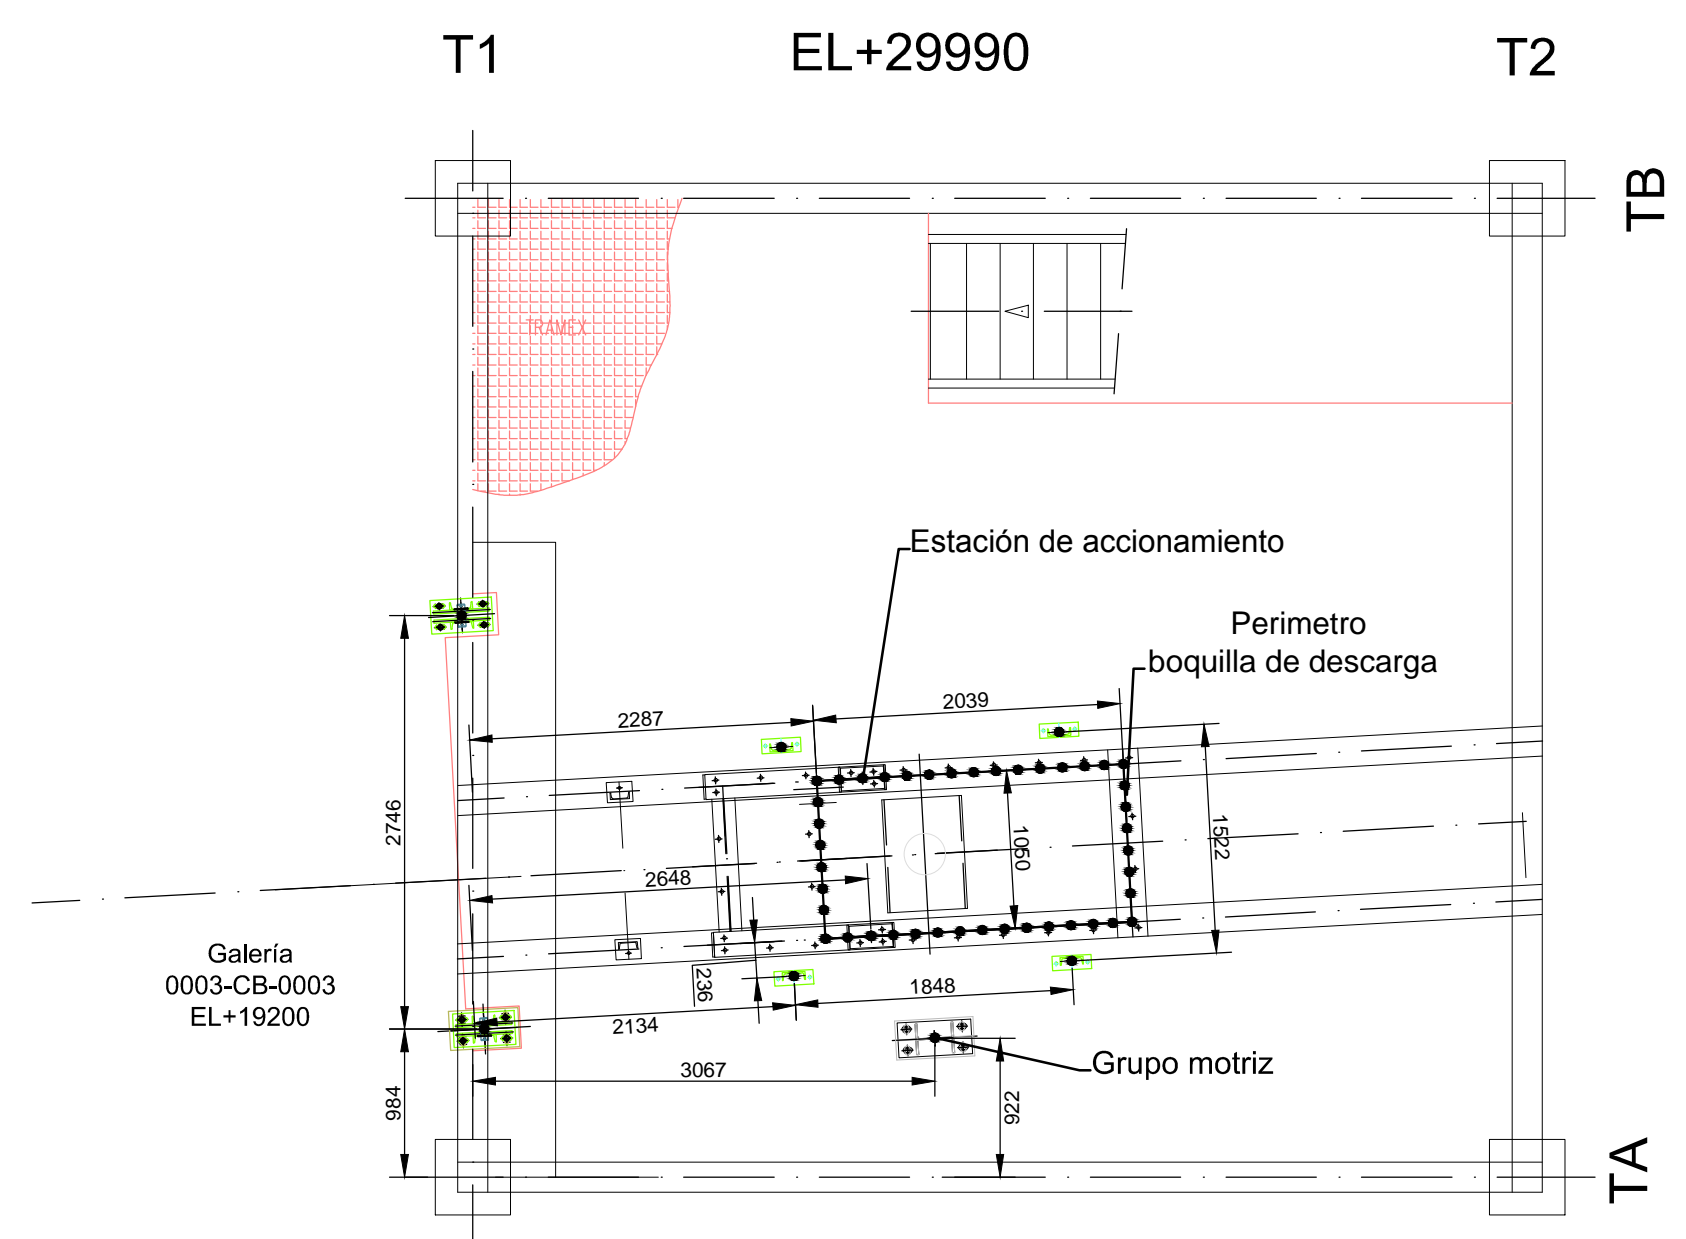 T1
EL+29990
T2
TB
TRAMEX
Estación de accionamiento
Perimetro
boquilla de descarga
2039
2287
2746
1050
1522
2648
Galería
0003-CB-0003
EL+19200
236
1848
2134
Grupo motriz
3067
984
922
TA